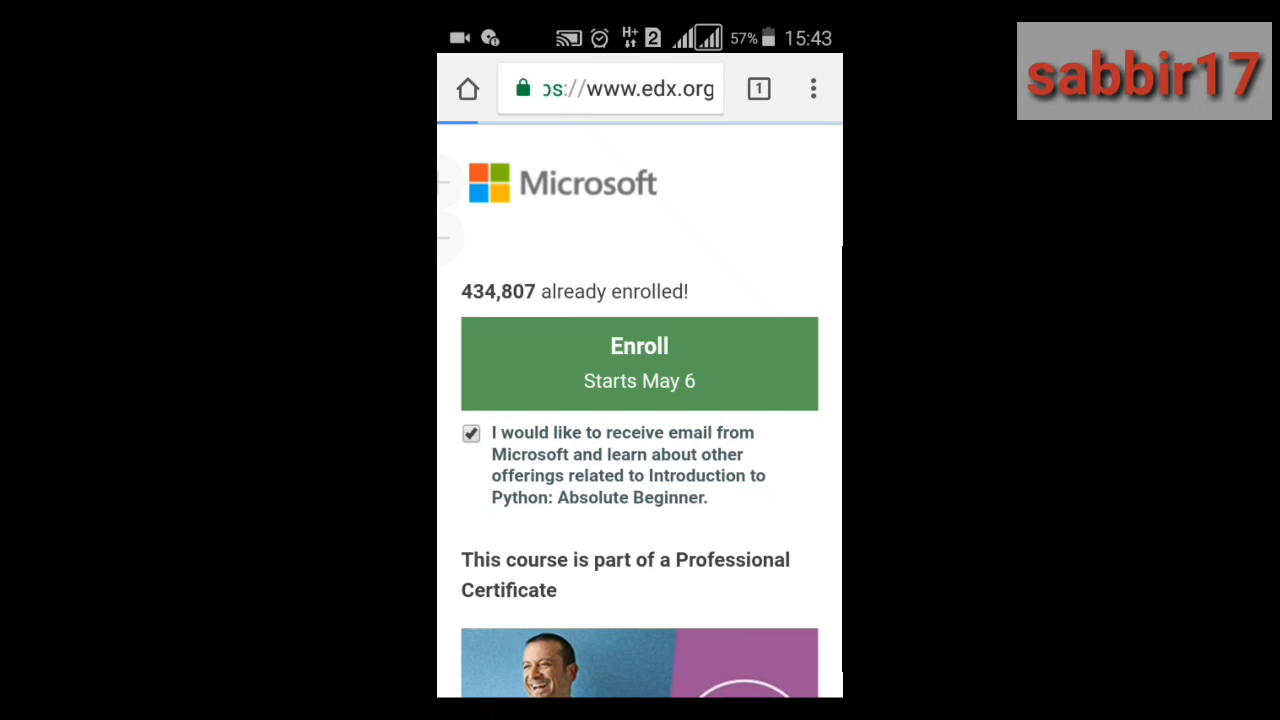 H+ 2 57% 15:43
sabbir17
ps://www.edx.org 1
Microsoft
434,807 already enrolled!
Enroll
Starts May 6
I would like to receive email from
Microsoft and learn about other
offerings related to Introduction to
Python: Absolute Beginner.
This course is part of a Professional
Certificate